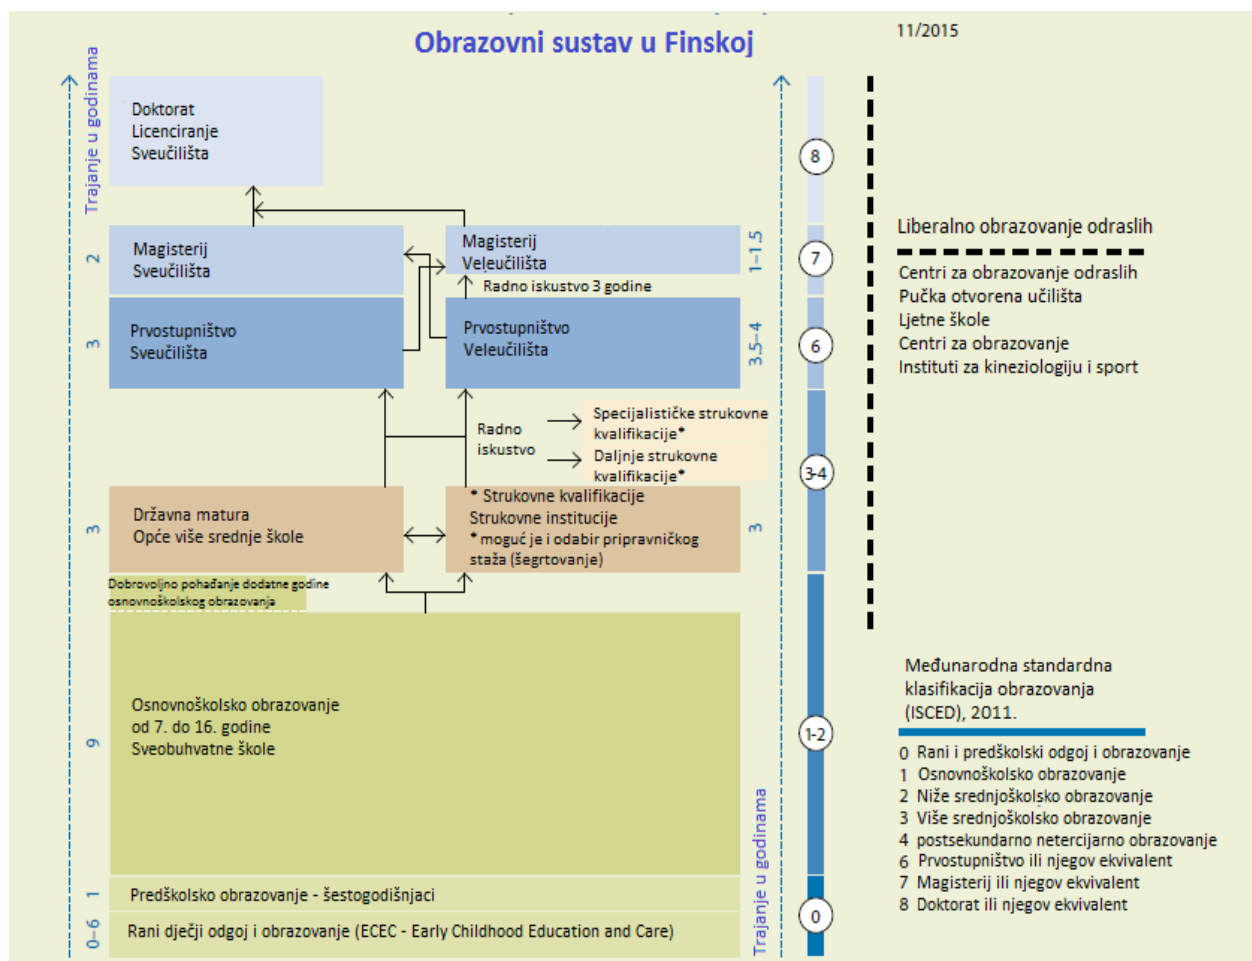 Obrazovni sustav u Finskoj
11/2015
Trajanje u godinama
Doktorat
Licenciranje
Sveučilišta
8
2
Magisterij
Sveučilišta
Magisterij
Veleučilišta
1–1.5
7
Radno iskustvo 3 godine
3
Prvostupništvo
Sveučilišta
Prvostupništvo
Veleučilišta
3.5–4
6
Radno
iskustvo
Specijalističke strukovne
kvalifikacije*
Daljnje strukovne
kvalifikacije*
3-4
3
Državna matura
Opće više srednje škole
* Strukovne kvalifikacije
Strukovne institucije
* moguć je i odabir pripravničkog
staža (šegrtovanje)
3
Dobrovoljno pohađanje dodatne godine
osnovnoškolskog obrazovanja
9
Osnovnoškolsko obrazovanje
od 7. do 16. godine
Sveobuhvatne škole
1-2
Trajanje u godinama
1
Predškolsko obrazovanje - šestogodišnjaci
0–6
Rani dječji odgoj i obrazovanje (ECEC - Early Childhood Education and Care)
0
Liberalno obrazovanje odraslih
Centri za obrazovanje odraslih
Pučka otvorena učilišta
Ljetne škole
Centri za obrazovanje
Instituti za kineziologiju i sport
Međunarodna standardna
klasifikacija obrazovanja
(ISCED), 2011.
0 Rani i predškolski odgoj i obrazovanje
1 Osnovnoškolsko obrazovanje
2 Niže srednjoškolsko obrazovanje
3 Više srednjoškolsko obrazovanje
4 postsekundarno netercijarno obrazovanje
6 Prvostupništvo ili njegov ekvivalent
7 Magisterij ili njegov ekvivalent
8 Doktorat ili njegov ekvivalent